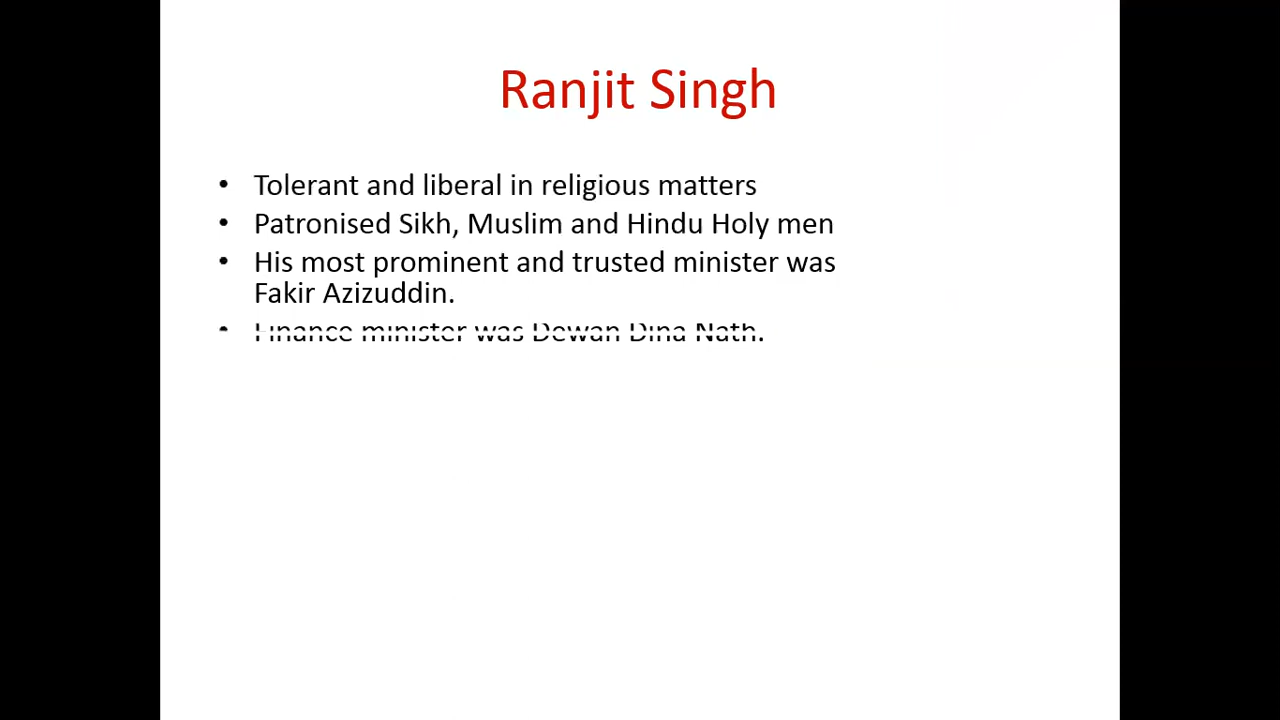 Ranjit Singh
• Tolerant and liberal in religious matters
• Patronised Sikh, Muslim and Hindu Holy men
• His most prominent and trusted minister was
Fakir Azizuddin.
• Finance minister was Dewan Dina Nath.